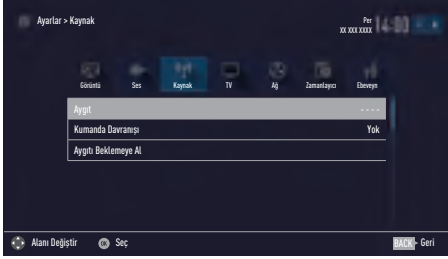 Ayarlar > Kaynak
Per
xx xxx xxxx
14:00
Görüntü Ses Kaynak TV Ağ Zamanlayıcı Ebeveyn
Aygıt - - - -
Kumanda Davranışı Yok
Aygıtı Beklemeye Al
Alanı Değiştir OK Seç BACK Geri